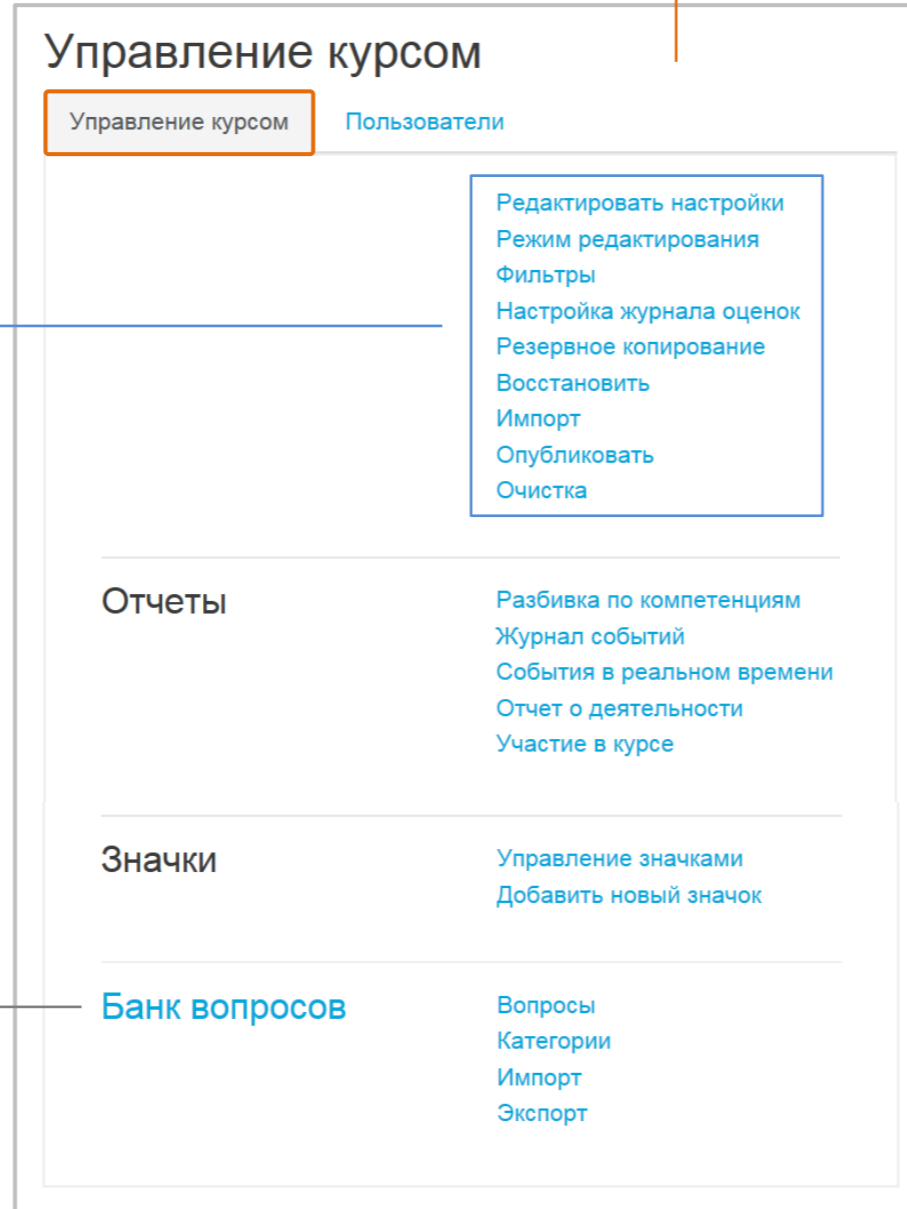 Управление курсом
Управление курсом Пользователи
Редактировать настройки
Режим редактирования
Фильтры
Настройка журнала оценок
Резервное копирование
Восстановить
Импорт
Опубликовать
Очистка
Отчеты Разбивка по компетенциям
Журнал событий
События в реальном времени
Отчет о деятельности
Участие в курсе
Значки Управление значками
Добавить новый значок
Банк вопросов Вопросы
Категории
Импорт
Экспорт